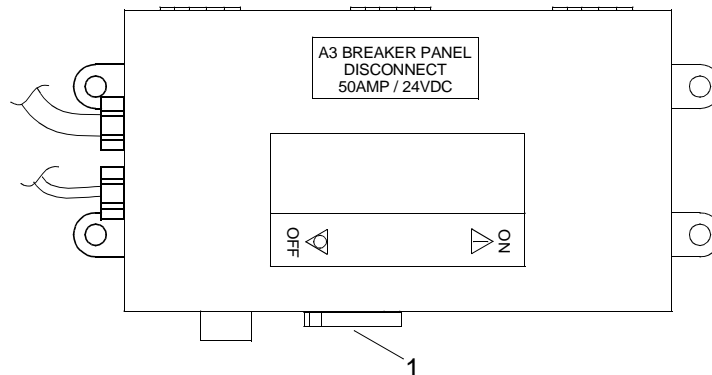 A3 BREAKER PANEL
DISCONNECT
50AMP / 24VDC
OFF
ON
1